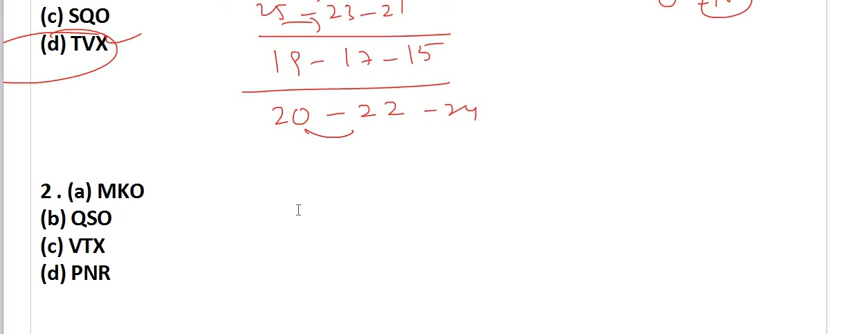 25 - 23 - 21
(c) SQO
(d) TVX
19 - 17 - 15
20 - 22 - 24
2 . (a) MKO
(b) QSO
(c) VTX
(d) PNR